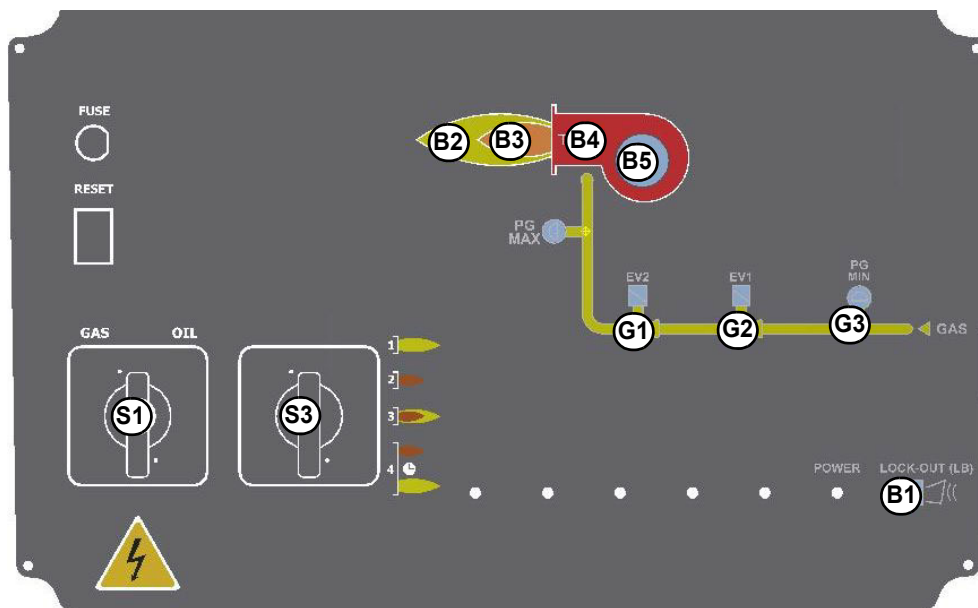 FUSE
RESET
B2
B3
B4
B5
PG
MAX
EV2
EV1
PG
MIN
G1
G2
G3
GAS
GAS
OIL
S1
S3
1
2
3
4
POWER
LOCK-OUT (LB)
B1